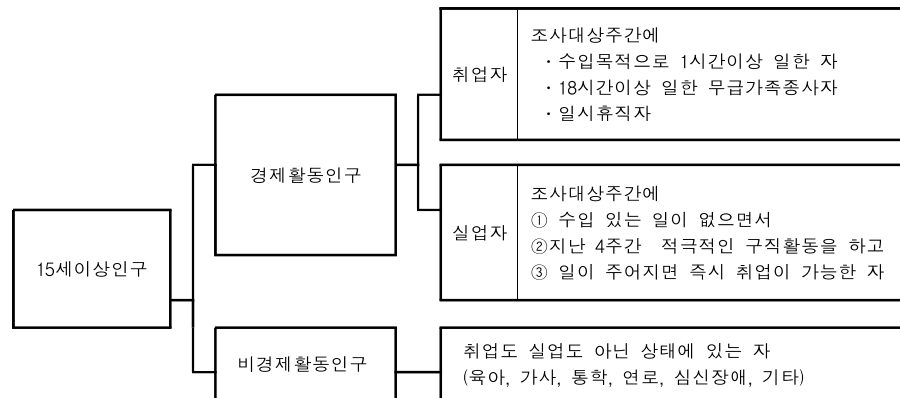 15세이상인구
경제활동인구
취업자
조사대상주간에
· 수입목적으로 1시간이상 일한 자
· 18시간이상 일한 무급가족종사자
· 일시휴직자
실업자
조사대상주간에
① 수입 있는 일이 없으면서
②지난 4주간 적극적인 구직활동을 하고
③ 일이 주어지면 즉시 취업이 가능한 자
비경제활동인구
취업도 실업도 아닌 상태에 있는 자
(육아, 가사, 통학, 연로, 심신장애, 기타)